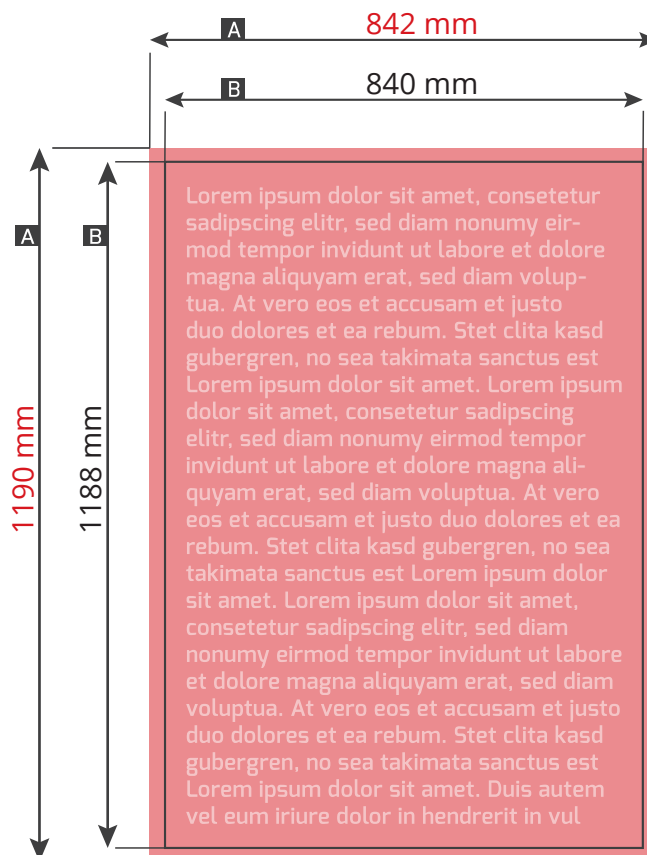 A 842 mm
B 840 mm
A
B
1190 mm
1188 mm
Lorem ipsum dolor sit amet, consetetur
sadipscing elitr, sed diam nonumy eir-
mod tempor invidunt ut labore et dolore
magna aliquyam erat, sed diam volup-
tua. At vero eos et accusam et justo
duo dolores et ea rebum. Stet clita kasd
gubergren, no sea takimata sanctus est
Lorem ipsum dolor sit amet. Lorem ipsum
dolor sit amet, consetetur sadipscing
elitr, sed diam nonumy eirmod tempor
invidunt ut labore et dolore magna ali-
quyam erat, sed diam voluptua. At vero
eos et accusam et justo duo dolores et ea
rebum. Stet clita kasd gubergren, no sea
takimata sanctus est Lorem ipsum dolor
sit amet. Lorem ipsum dolor sit amet,
consetetur sadipscing elitr, sed diam
nonumy eirmod tempor invidunt ut labore
et dolore magna aliquyam erat, sed diam
voluptua. At vero eos et accusam et justo
duo dolores et ea rebum. Stet clita kasd
gubergren, no sea takimata sanctus est
Lorem ipsum dolor sit amet. Duis autem
vel eum iriure dolor in hendrerit in vul